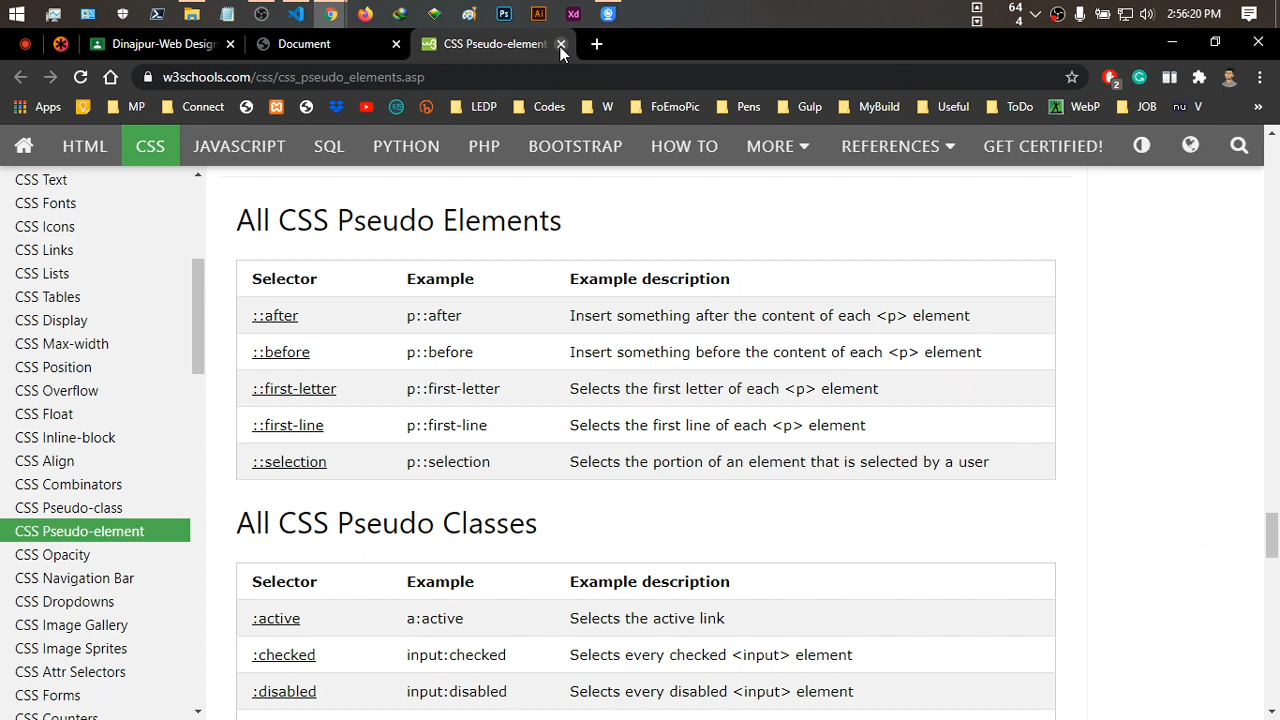 64
4
2:56:20 PM
Dinajpur-Web Desig
Document
CSS Pseudo-element
w3schools.com/css/css_pseudo_elements.asp
2
Apps
MP
Connect
LEDP
Codes
W
FoEmoPic
Pens
Gulp
MyBuild
Useful
ToDo
WebP
JOB
nu
V
»
HTML
CSS
JAVASCRIPT
SQL
PYTHON
PHP
BOOTSTRAP
HOW TO
MORE
REFERENCES
GET CERTIFIED!
CSS Text
CSS Fonts
CSS Icons
CSS Links
CSS Lists
CSS Tables
CSS Display
CSS Max-width
CSS Position
CSS Overflow
CSS Float
CSS Inline-block
CSS Align
CSS Combinators
CSS Pseudo-class
CSS Pseudo-element
CSS Opacity
CSS Navigation Bar
CSS Dropdowns
CSS Image Gallery
CSS Image Sprites
CSS Attr Selectors
CSS Forms
CSS Counters
All CSS Pseudo Elements
Selector Example Example description
::after p::after Insert something after the content of each <p> element
::before p::before Insert something before the content of each <p> element
::first-letter p::first-letter Selects the first letter of each <p> element
::first-line p::first-line Selects the first line of each <p> element
::selection p::selection Selects the portion of an element that is selected by a user
All CSS Pseudo Classes
Selector Example Example description
:active a:active Selects the active link
:checked input:checked Selects every checked <input> element
:disabled input:disabled Selects every disabled <input> element